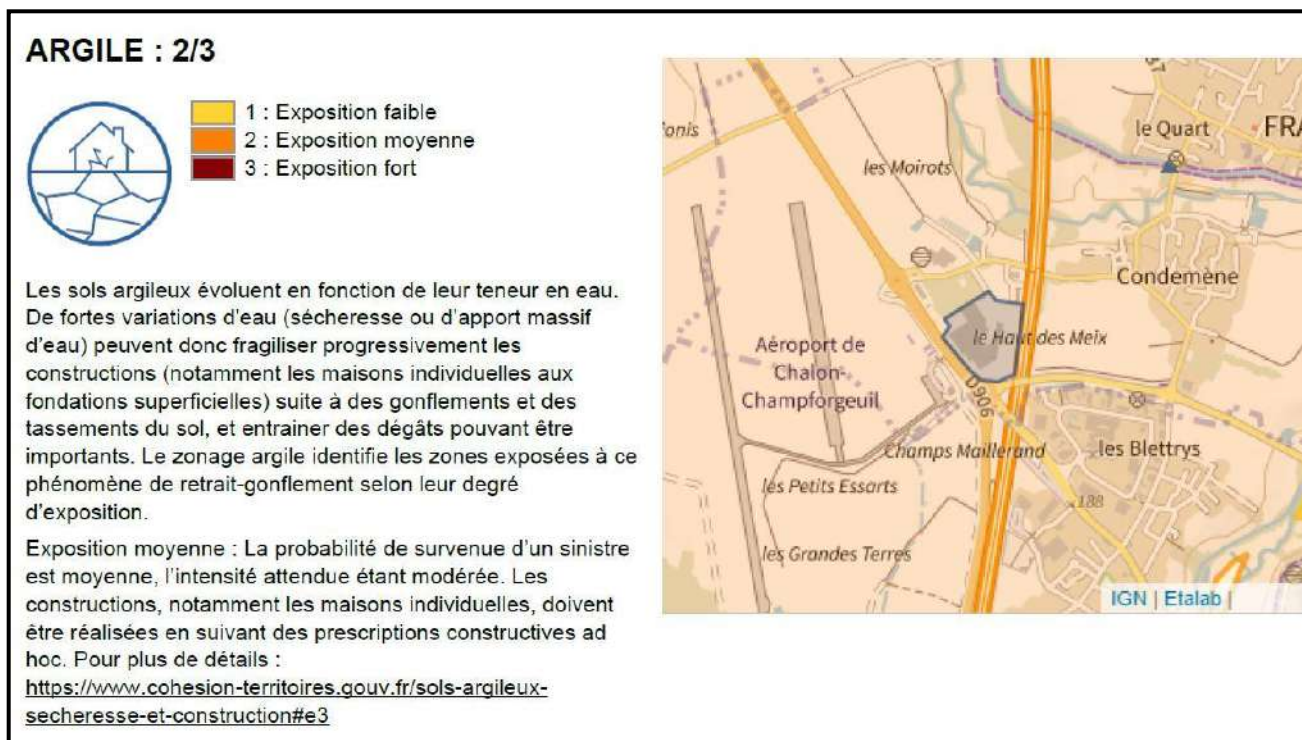 ARGILE : 2/3
1 : Exposition faible
2 : Exposition moyenne
3 : Exposition fort
Les sols argileux évoluent en fonction de leur teneur en eau.
De fortes variations d'eau (sécheresse ou d'apport massif
d'eau) peuvent donc fragiliser progressivement les
constructions (notamment les maisons individuelles aux
fondations superficielles) suite à des gonflements et des
tassements du sol, et entrainer des dégâts pouvant être
importants. Le zonage argile identifie les zones exposées à ce
phénomène de retrait-gonflement selon leur degré
d'exposition.
Exposition moyenne : La probabilité de survenue d'un sinistre
est moyenne, l'intensité attendue étant modérée. Les
constructions, notamment les maisons individuelles, doivent
être réalisées en suivant des prescriptions constructives ad
hoc. Pour plus de détails :
https://www.cohesion-territoires.gouv.fr/sols-argileux-
secheresse-et-construction#e3
onis
le Quart
FRA
les Moirots
Condemène
le Haut des Meix
Aéroport de
Chalon-
Champforgeuil
D906
Champs Maillerand
les Blettrys
les Petits Essarts
188
les Grandes Terres
IGN | Etalab |